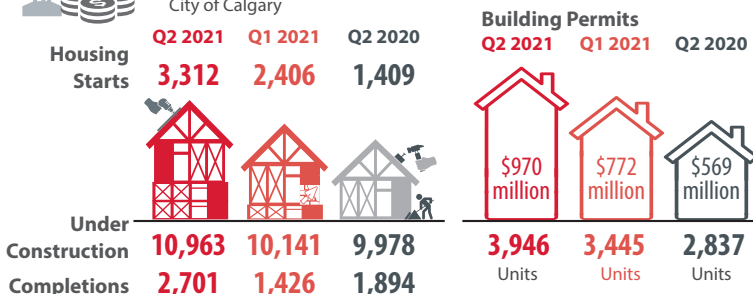 City of Calgary
Q2 2021 Q1 2021 Q2 2020
Housing
Starts 3,312 2,406 1,409
Under
Construction 10,963 10,141 9,978
Completions 2,701 1,426 1,894
Building Permits
Q2 2021 Q1 2021 Q2 2020
$970 $772 $569
million million million
3,946 3,445 2,837
Units Units Units